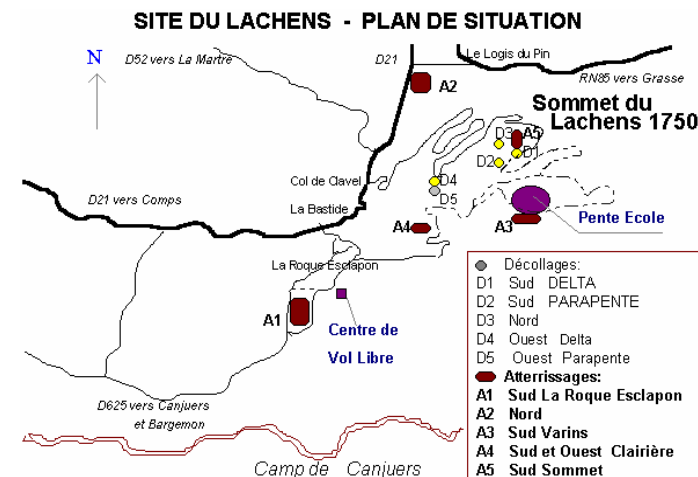 SITE DU LACHENS - PLAN DE SITUATION
N
D52 vers La Martre
D21
Le Logis du Pin
A2
RN85 vers Grasse
Sommet du
Lachens 1750
D3
A5
D2
D1
Col de Clavel
D4
D21 vers Comps
D5
La Bastide
A4
A3
Pente Ecole
La Roque Esclapon
A1
Centre de
Vol Libre
Décollages:
D1 Sud DELTA
D2 Sud PARAPENTE
D3 Nord
D4 Ouest Delta
D5 Ouest Parapente
Atterrissages:
A1 Sud La Roque Esclapon
A2 Nord
A3 Sud Varins
A4 Sud et Ouest Clairière
A5 Sud Sommet
D625 vers Canjuers
et Bargemon
Camp de Canjuers